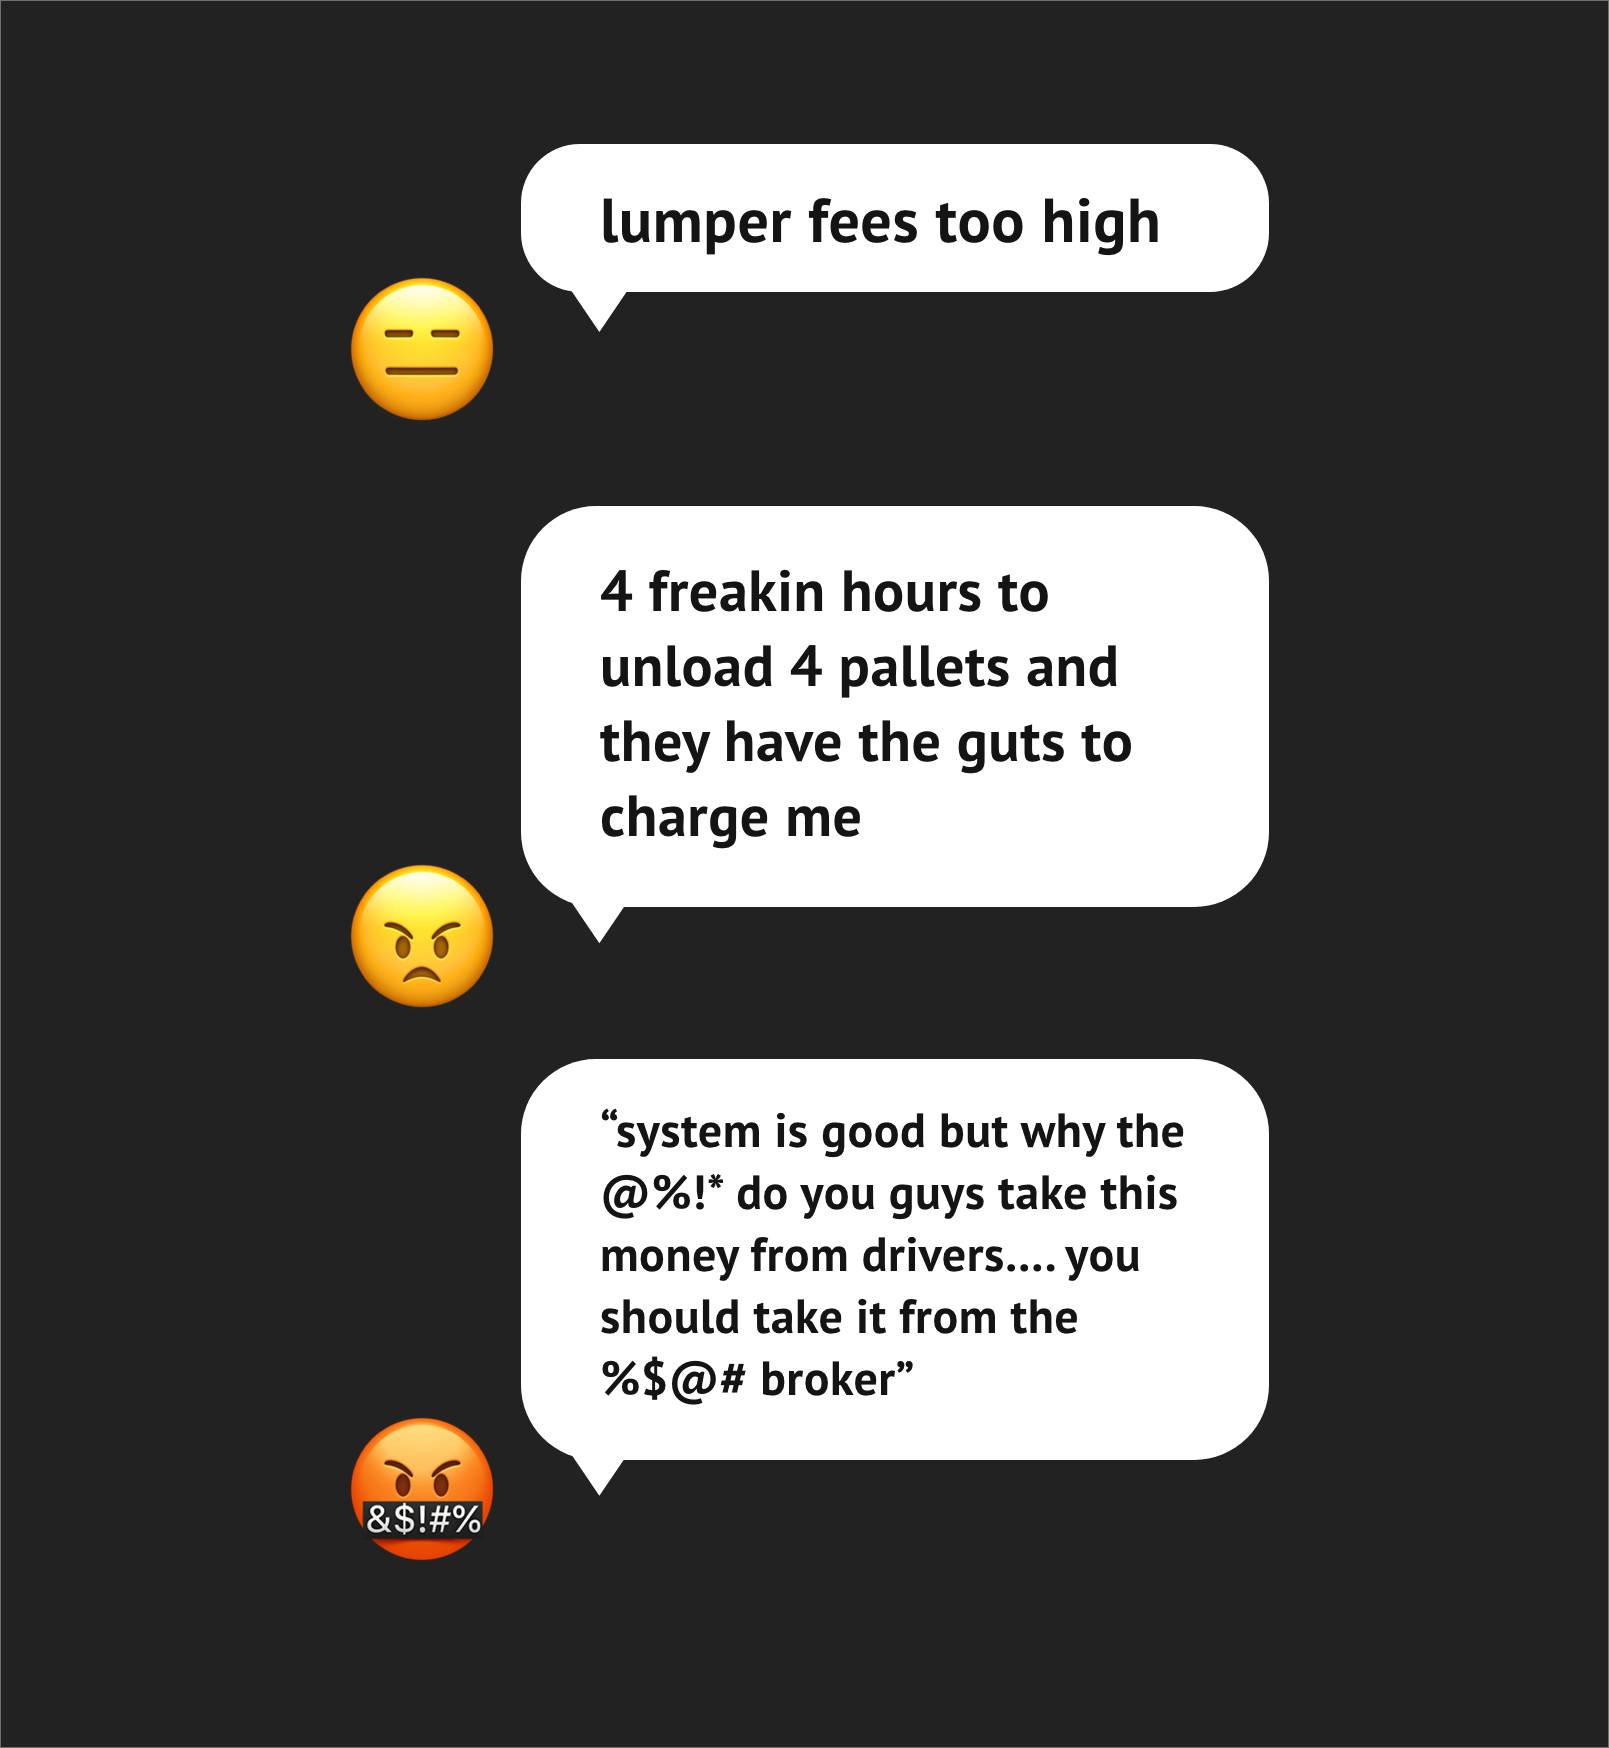 lumper fees too high
4 freakin hours to
unload 4 pallets and
they have the guts to
charge me
“system is good but why the
@%!* do you guys take this
money from drivers.... you
should take it from the
%$@# broker”
&$!#%